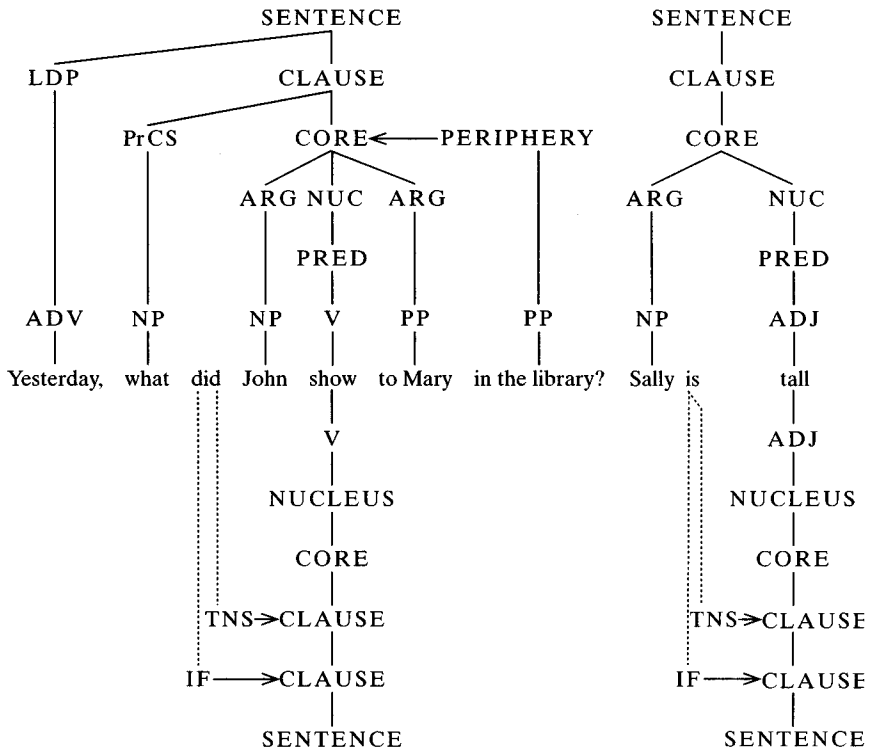 SENTENCE SENTENCE
LDP CLAUSE CLAUSE
PrCS CORE PERIPHERY CORE
ARG NUC ARG ARG NUC
PRED PRED
ADV NP NP V PP PP NP ADJ
Yesterday, what did John show to Mary in the library? Sally is tall
V ADJ
NUCLEUS NUCLEUS
CORE CORE
TNS CLAUSE TNS CLAUSE
IF CLAUSE IF CLAUSE
SENTENCE SENTENCE